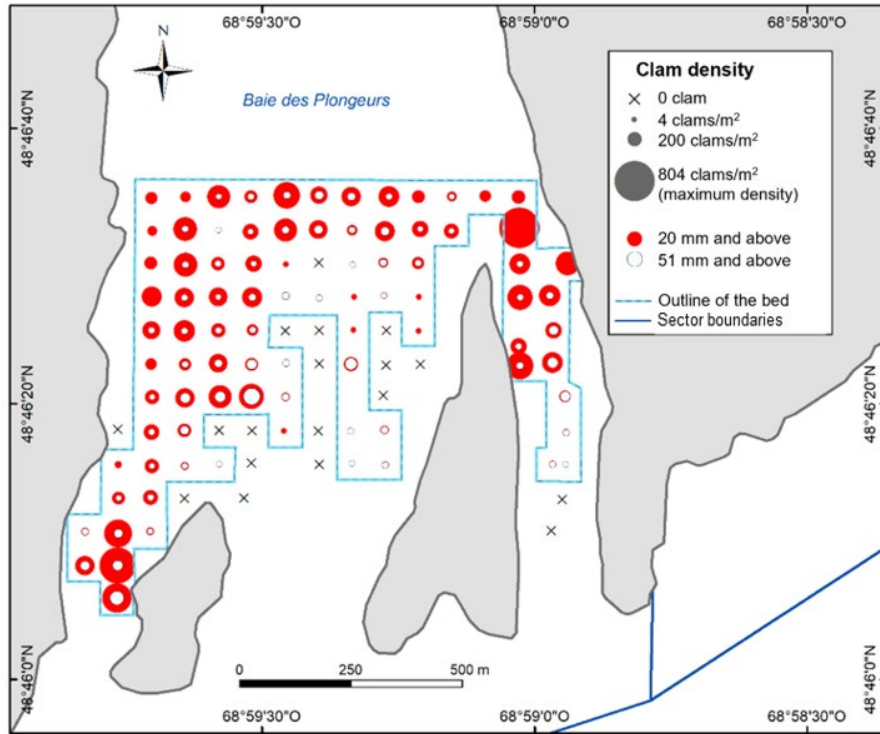 68°59'30"O
68°59'0"O
68°58'30"O
N
Baie des Plongeurs
48°46'40"N
48°46'40"N
Clam density
0 clam
4 clams/m²
200 clams/m²
804 clams/m²
(maximum density)
20 mm and above
51 mm and above
Outline of the bed
Sector boundaries
48°46'20"N
48°46'20"N
48°46'0"N
48°46'0"N
0
250
500 m
68°59'30"O
68°59'0"O
68°58'30"O